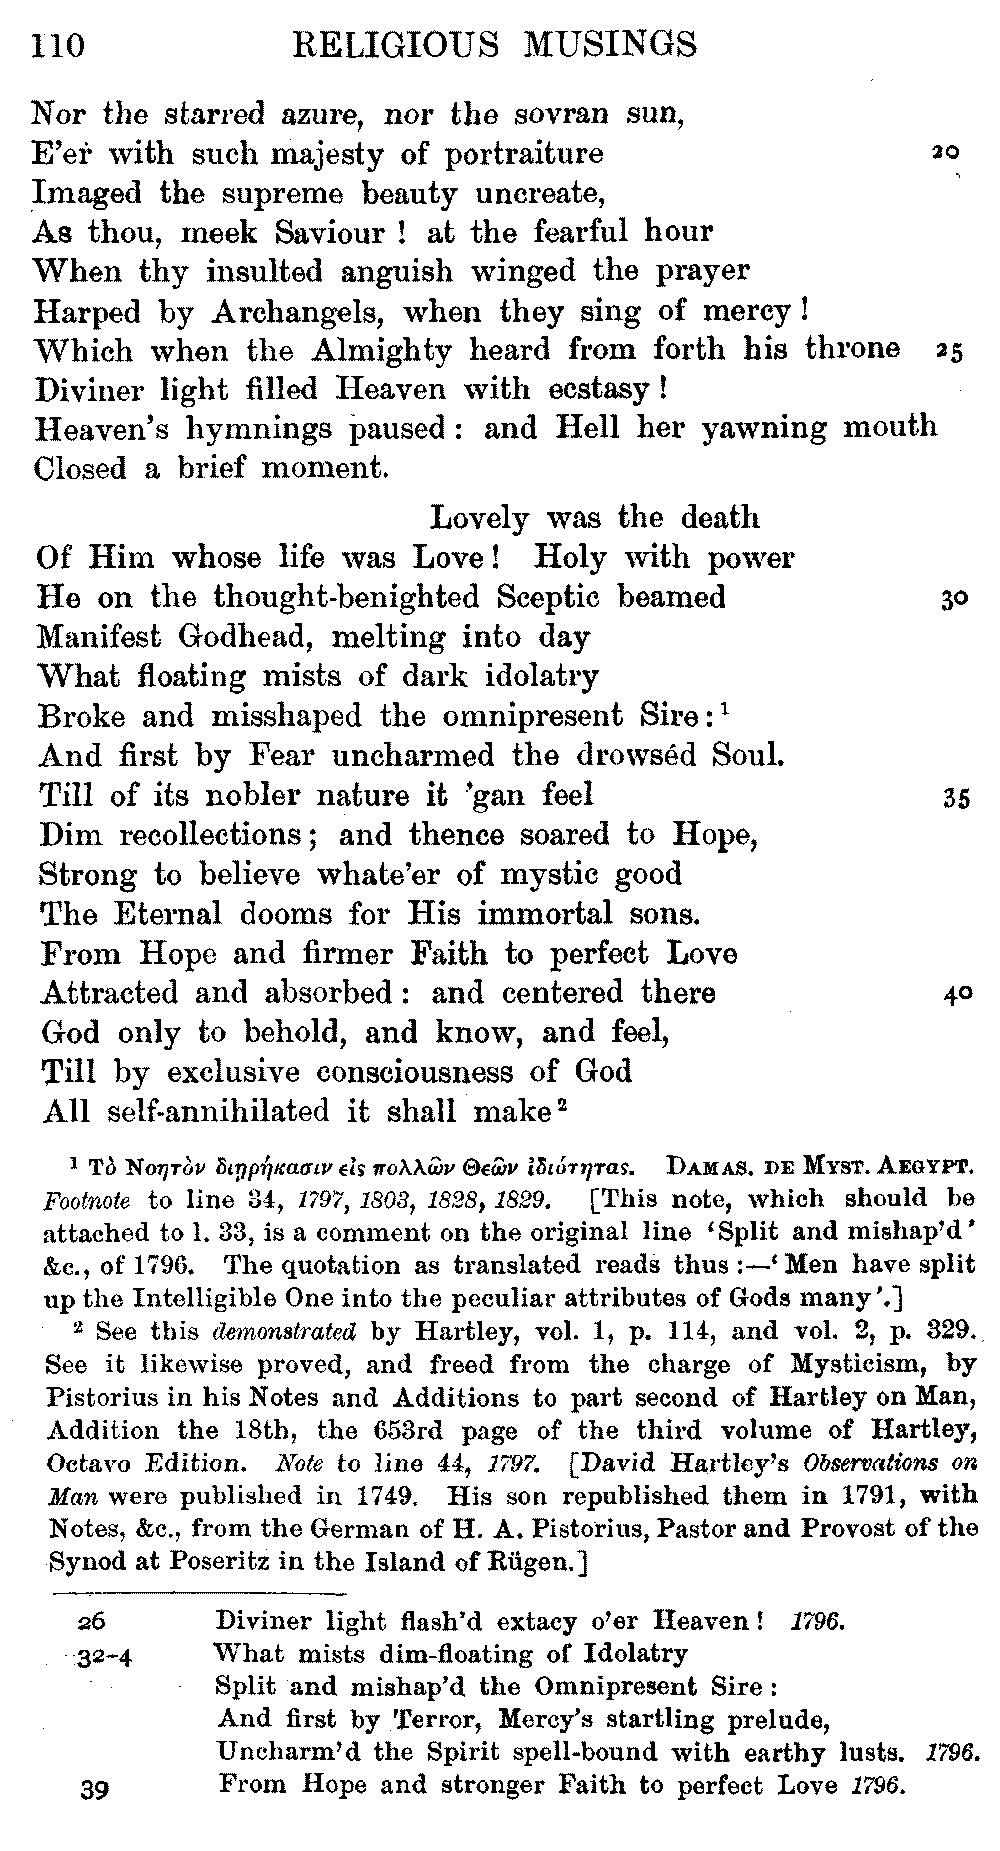 110 RELIGIOUS MUSINGS
Nor the starred azure, nor the sovran sun,
E'er with such majesty of portraiture 20
Imaged the supreme beauty uncreate,
As thou, meek Saviour ! at the fearful hour
When thy insulted anguish winged the prayer
Harped by Archangels, when they sing of mercy !
Which when the Almighty heard from forth his throne 25
Diviner light filled Heaven with ecstasy !
Heaven's hymnings paused : and Hell her yawning mouth
Closed a brief moment.
Lovely was the death
Of Him whose life was Love ! Holy with power
He on the thought-benighted Sceptic beamed 30
Manifest Godhead, melting into day
What floating mists of dark idolatry
Broke and misshaped the omnipresent Sire : ¹
And first by Fear uncharmed the drowséd Soul.
Till of its nobler nature it 'gan feel 35
Dim recollections ; and thence soared to Hope,
Strong to believe whate'er of mystic good
The Eternal dooms for His immortal sons.
From Hope and firmer Faith to perfect Love
Attracted and absorbed : and centered there 40
God only to behold, and know, and feel,
Till by exclusive consciousness of God
All self-annihilated it shall make ²
¹ Τὸ Νοητὸν διῃρήκασιν εἰς πολλῶν Θεῶν ἰδιότητας. DAMAS. DE MYST. AEGYPT.
Footnote to line 34, 1797, 1803, 1828, 1829. [This note, which should be
attached to l. 33, is a comment on the original line 'Split and mishap'd'
&c., of 1796. The quotation as translated reads thus :—'Men have split
up the Intelligible One into the peculiar attributes of Gods many'.]
² See this demonstrated by Hartley, vol. 1, p. 114, and vol. 2, p. 329.
See it likewise proved, and freed from the charge of Mysticism, by
Pistorius in his Notes and Additions to part second of Hartley on Man,
Addition the 18th, the 653rd page of the third volume of Hartley,
Octavo Edition. Note to line 44, 1797. [David Hartley's Observations on
Man were published in 1749. His son republished them in 1791, with
Notes, &c., from the German of H. A. Pistorius, Pastor and Provost of the
Synod at Poseritz in the Island of Rügen.]
26 Diviner light flash'd extacy o'er Heaven ! 1796.
32-4 What mists dim-floating of Idolatry
Split and mishap'd the Omnipresent Sire :
And first by Terror, Mercy's startling prelude,
Uncharm'd the Spirit spell-bound with earthy lusts. 1796.
39 From Hope and stronger Faith to perfect Love 1796.